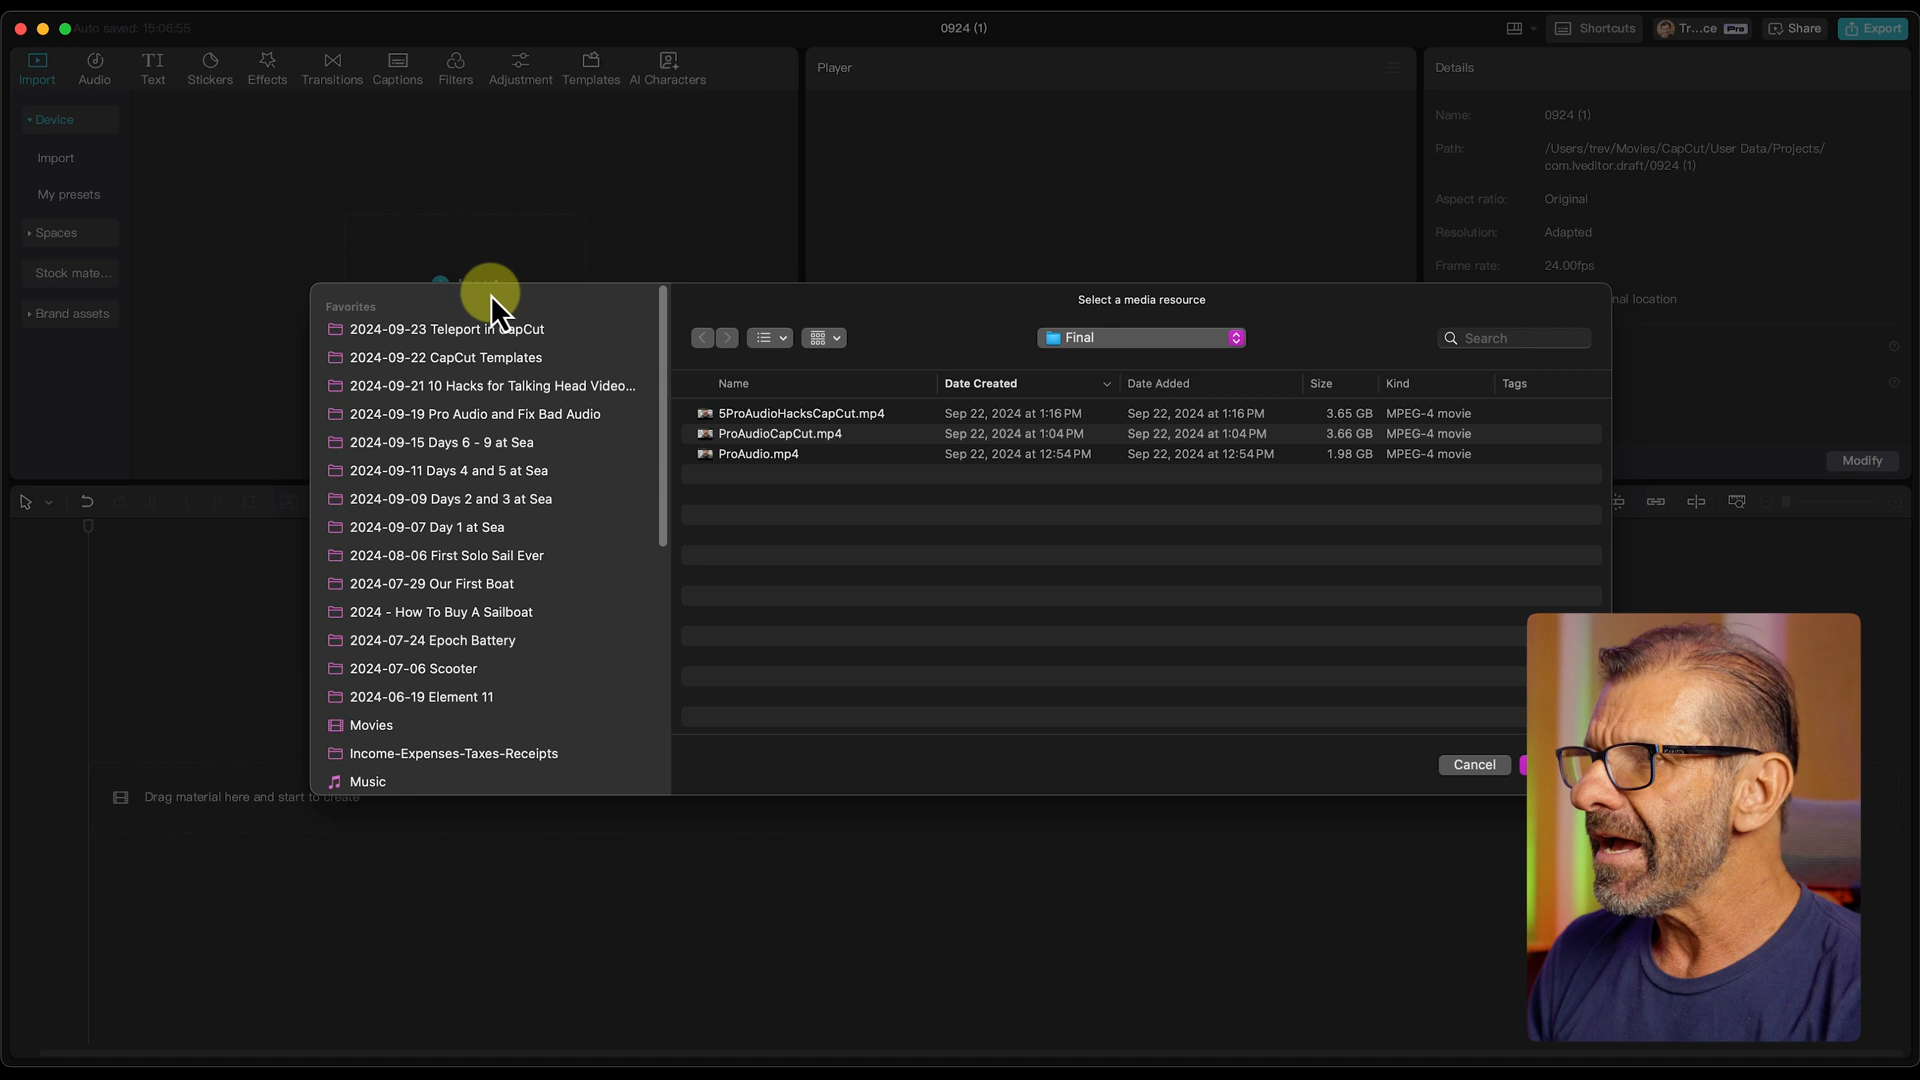 Auto saved: 15:06:55
0924 (1)
Shortcuts
Tr...ce
Pro
Share
Export
Import
Audio
Text
Stickers
Effects
Transitions
Captions
Filters
Adjustment
Templates
AI Characters
Player
Details
Device
Import
My presets
Spaces
Stock mate...
Brand assets
Name:
0924 (1)
Path:
/Users/trev/Movies/CapCut/User Data/Projects/
com.lveditor.draft/0924 (1)
Aspect ratio:
Original
Resolution:
Adapted
Frame rate:
24.00fps
nal location
Modify
Favorites
2024-09-23 Teleport in CapCut
2024-09-22 CapCut Templates
2024-09-21 10 Hacks for Talking Head Video...
2024-09-19 Pro Audio and Fix Bad Audio
2024-09-15 Days 6 - 9 at Sea
2024-09-11 Days 4 and 5 at Sea
2024-09-09 Days 2 and 3 at Sea
2024-09-07 Day 1 at Sea
2024-08-06 First Solo Sail Ever
2024-07-29 Our First Boat
2024 - How To Buy A Sailboat
2024-07-24 Epoch Battery
2024-07-06 Scooter
2024-06-19 Element 11
Movies
Income-Expenses-Taxes-Receipts
Music
Select a media resource
Final
Search
Name
Date Created
Date Added
Size
Kind
Tags
5ProAudioHacksCapCut.mp4 Sep 22, 2024 at 1:16 PM Sep 22, 2024 at 1:16 PM 3.65 GB MPEG-4 movie
ProAudioCapCut.mp4 Sep 22, 2024 at 1:04 PM Sep 22, 2024 at 1:04 PM 3.66 GB MPEG-4 movie
ProAudio.mp4 Sep 22, 2024 at 12:54 PM Sep 22, 2024 at 12:54 PM 1.98 GB MPEG-4 movie
Cancel
Drag material here and start to create